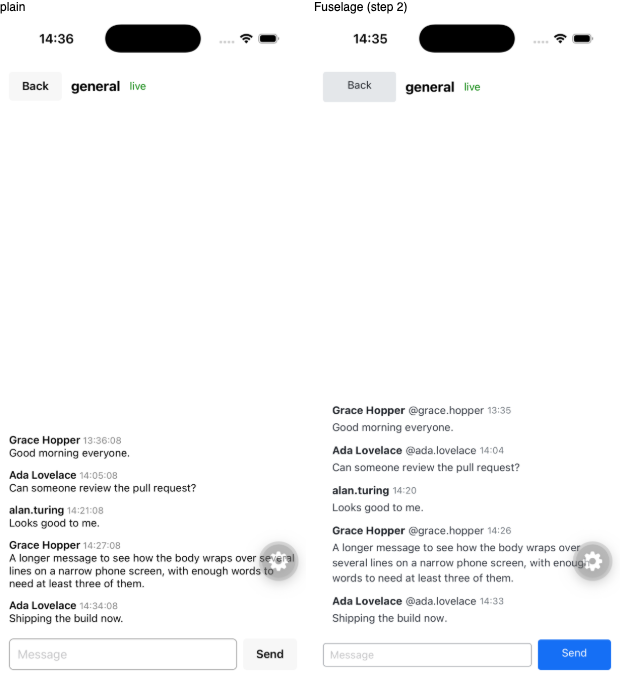 plain
14:36
Back general live
Grace Hopper 13:36:08
Good morning everyone.
Ada Lovelace 14:05:08
Can someone review the pull request?
alan.turing 14:21:08
Looks good to me.
Grace Hopper 14:27:08
A longer message to see how the body wraps over several
lines on a narrow phone screen, with enough words to
need at least three of them.
Ada Lovelace 14:34:08
Shipping the build now.
Message Send
Fuselage (step 2)
14:35
Back general live
Grace Hopper @grace.hopper 13:35
Good morning everyone.
Ada Lovelace @ada.lovelace 14:04
Can someone review the pull request?
alan.turing 14:20
Looks good to me.
Grace Hopper @grace.hopper 14:26
A longer message to see how the body wraps over
several lines on a narrow phone screen, with enough
words to need at least three of them.
Ada Lovelace @ada.lovelace 14:33
Shipping the build now.
Message Send